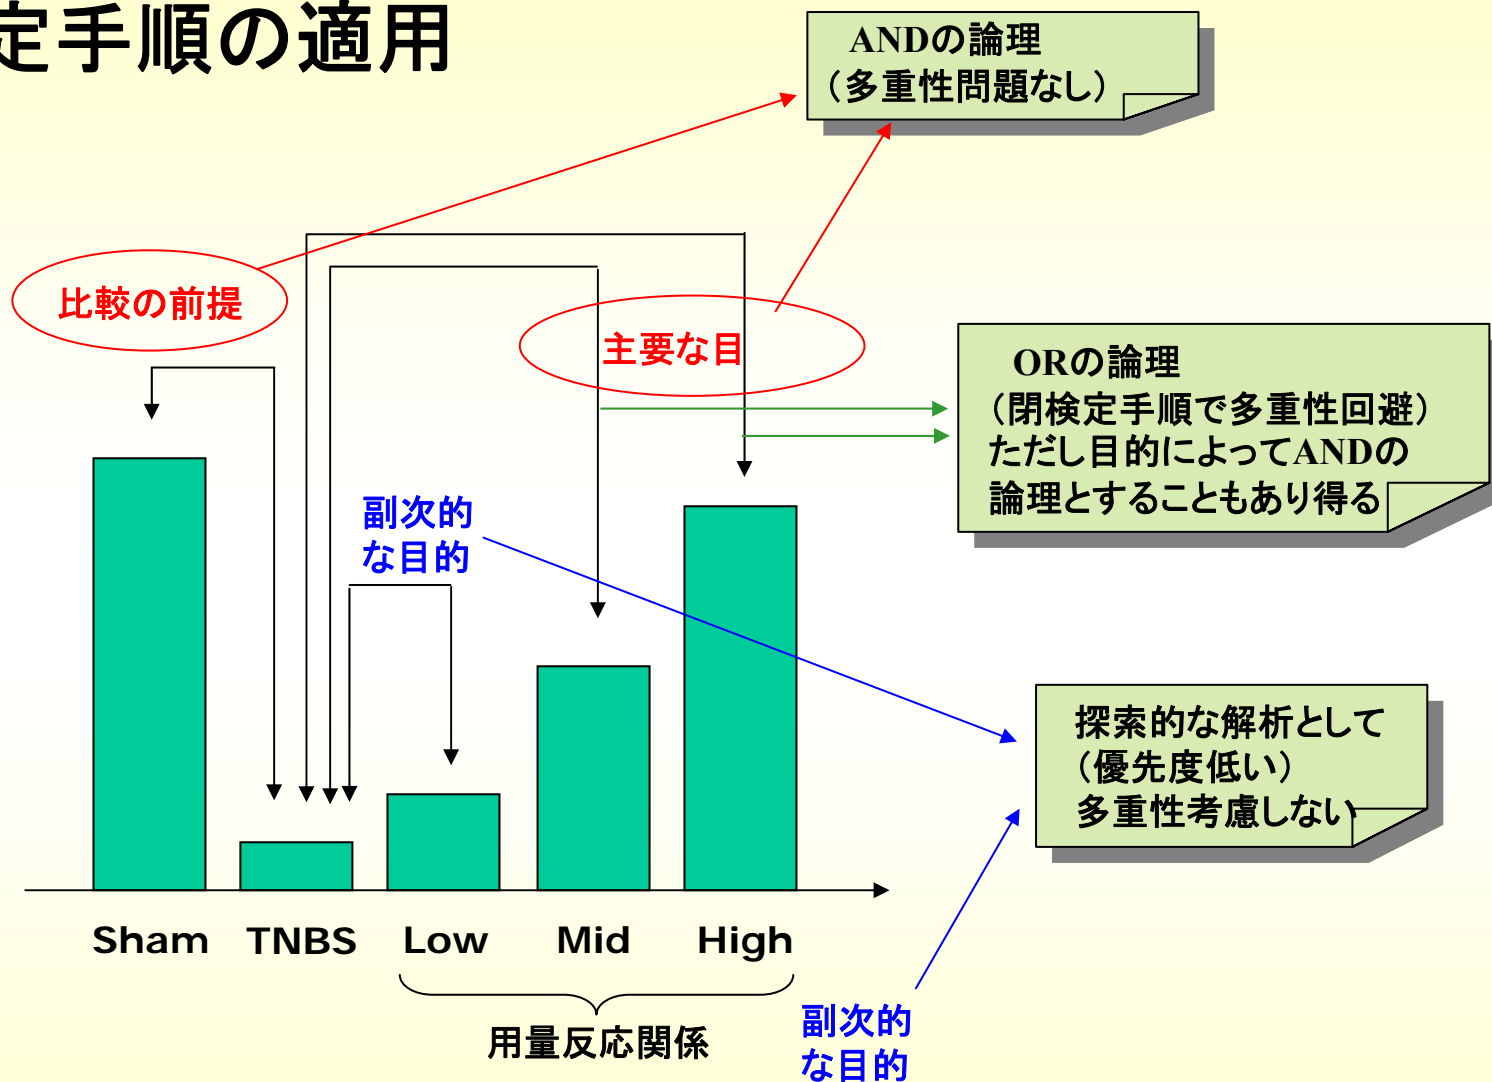 定手順の適用
ANDの論理
（多重性問題なし）
比較の前提
主要な目
ORの論理
（閉検定手順で多重性回避）
ただし目的によってANDの
論理とすることもあり得る
副次的
な目的
探索的な解析として
（優先度低い）
多重性考慮しない
Sham TNBS Low Mid High
用量反応関係
副次的
な目的